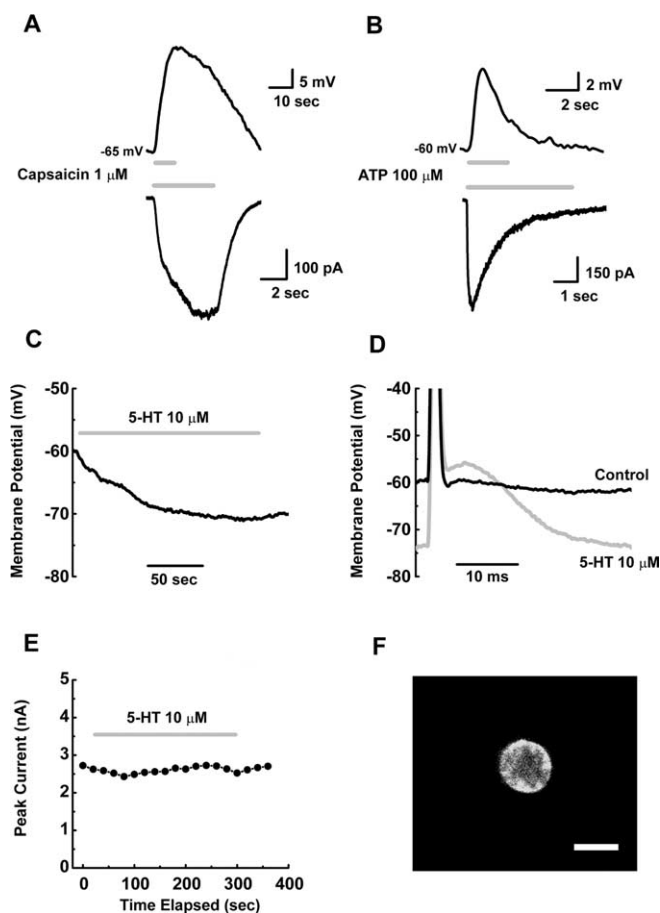 A
5 mV
10 sec
-65 mV
Capsaicin 1 µM
100 pA
2 sec
B
2 mV
2 sec
-60 mV
ATP 100 µM
150 pA
1 sec
C
Membrane Potential (mV)
-50
-60
-70
-80
5-HT 10 µM
50 sec
D
Membrane Potential (mV)
-40
-50
-60
-70
-80
Control
10 ms
5-HT 10 µM
E
Peak Current (nA)
5
4
3
2
1
0
5-HT 10 µM
0 100 200 300 400
Time Elapsed (sec)
F